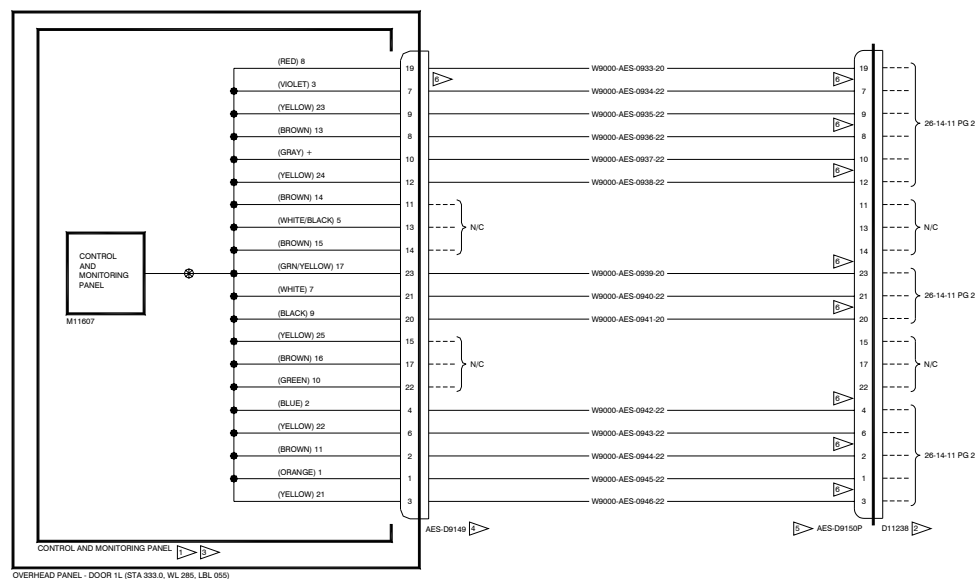 (RED) 8 19 W9000-AES-0933-20 19
6 6
(VIOLET) 3 7 W9000-AES-0934-22 7
(YELLOW) 23 9 W9000-AES-0935-22 9
6 26-14-11 PG 2
(BROWN) 13 8 W9000-AES-0936-22 8
(GRAY) + 10 W9000-AES-0937-22 10
6
(YELLOW) 24 12 W9000-AES-0938-22 12
(BROWN) 14 11 11
(WHITE/BLACK) 5 13 N/C 13 N/C
(BROWN) 15 14 14
6
(GRN/YELLOW) 17 23 W9000-AES-0939-20 23
CONTROL
AND
MONITORING
PANEL
M11607
(WHITE) 7 21 W9000-AES-0940-22 21 26-14-11 PG 2
6
(BLACK) 9 20 W9000-AES-0941-20 20
(YELLOW) 25 15 15
(BROWN) 16 17 N/C 17 N/C
(GREEN) 10 22 22
6
(BLUE) 2 4 W9000-AES-0942-22 4
(YELLOW) 22 6 W9000-AES-0943-22 6
6
(BROWN) 11 2 W9000-AES-0944-22 2 26-14-11 PG 2
(ORANGE) 1 1 W9000-AES-0945-22 1
6
(YELLOW) 21 3 W9000-AES-0946-22 3
AES-D9149 4 5 AES-D9150P D11238 2
CONTROL AND MONITORING PANEL 1 3
OVERHEAD PANEL - DOOR 1L (STA 333.0, WL 285, LBL 055)